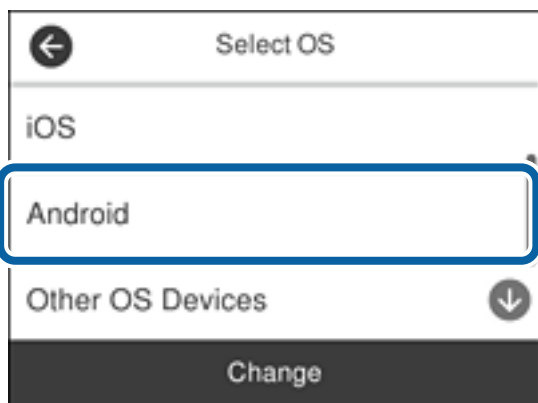 Select OS
iOS
Android
Other OS Devices
Change